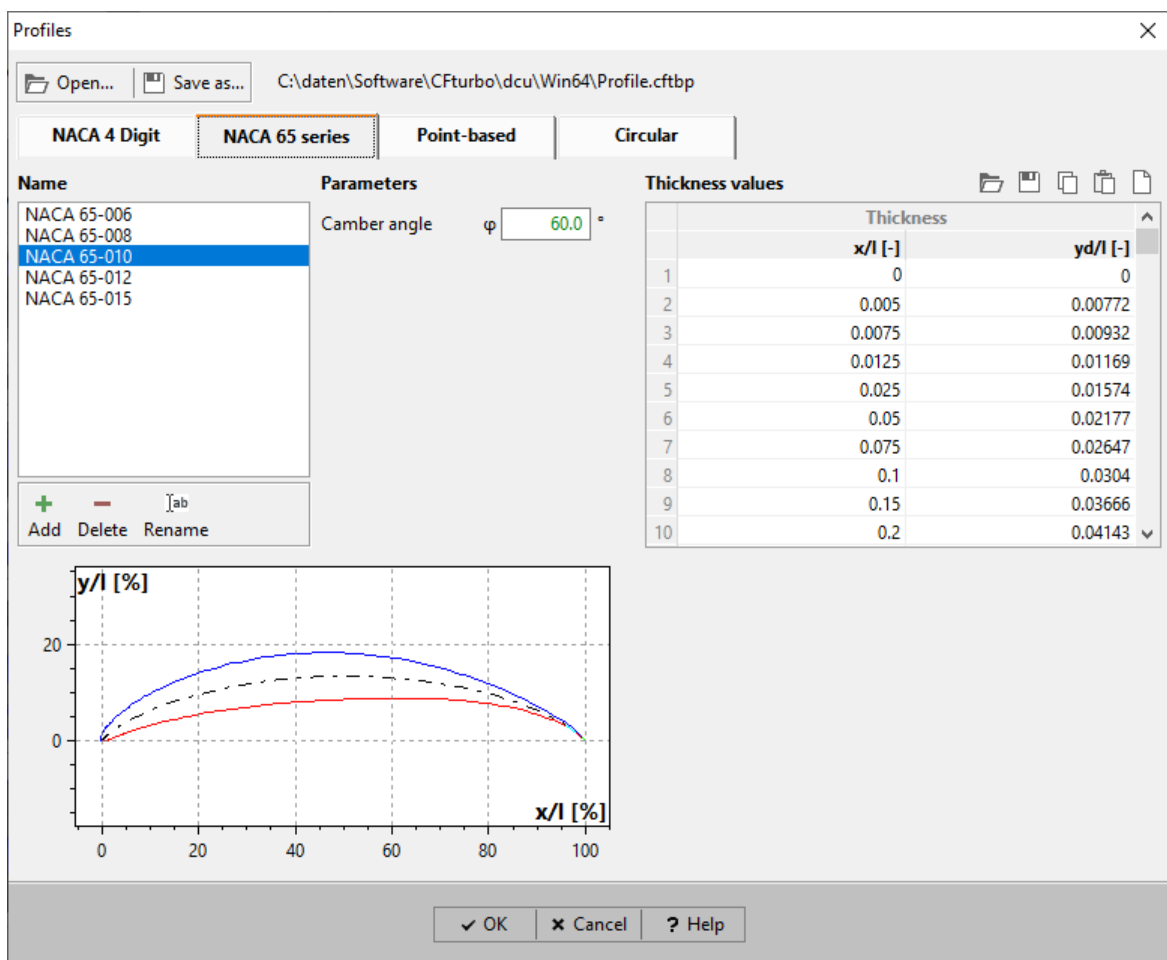 Profiles
Open... Save as... C:\daten\Software\CFturbo\dcu\Win64\Profile.cftbp
NACA 4 Digit NACA 65 series Point-based Circular
Name Parameters Thickness values
NACA 65-006
NACA 65-008
NACA 65-010
NACA 65-012
NACA 65-015
Camber angle φ 60.0 °
Thickness
x/l [-] yd/l [-]
1 0 0
2 0.005 0.00772
3 0.0075 0.00932
4 0.0125 0.01169
5 0.025 0.01574
6 0.05 0.02177
7 0.075 0.02647
8 0.1 0.0304
9 0.15 0.03666
10 0.2 0.04143
ab
Add Delete Rename
y/l [%]
20
0
x/l [%]
0 20 40 60 80 100
OK Cancel ? Help